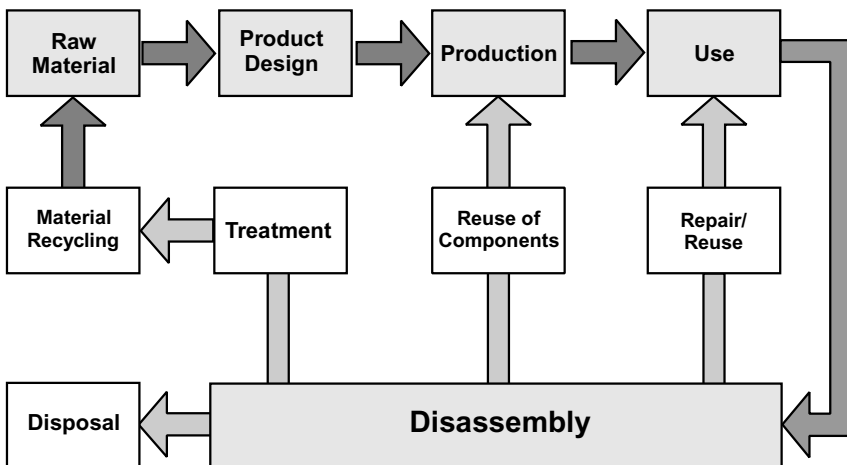 Raw
Material
Product
Design
Production
Use
Material
Recycling
Treatment
Reuse of
Components
Repair/
Reuse
Disposal
Disassembly